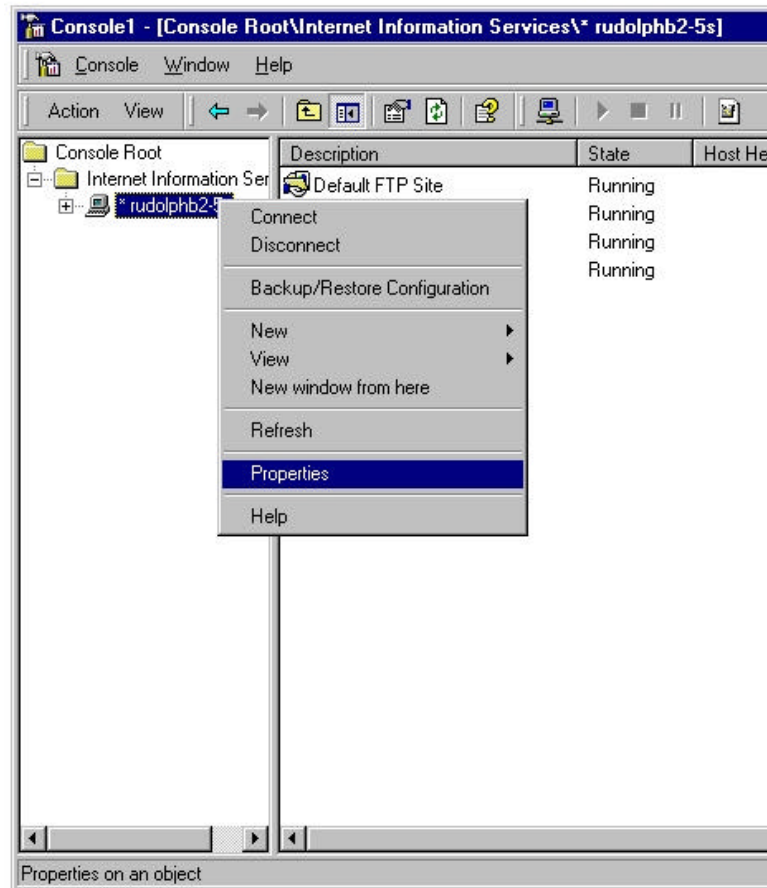 Console1 - [Console Root\Internet Information Services\* rudolphb2-5s]
Console Window Help
Action View
Console Root
Internet Information Ser
* rudolphb2-5
Description State Host He
Default FTP Site Running
Running
Running
Running
Connect
Disconnect
Backup/Restore Configuration
New
View
New window from here
Refresh
Properties
Help
Properties on an object